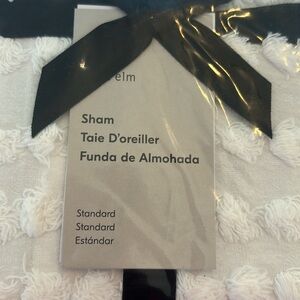 elm
Sham
Taie D'oreiller
Funda de Almohada
Standard
Standard
Estándar